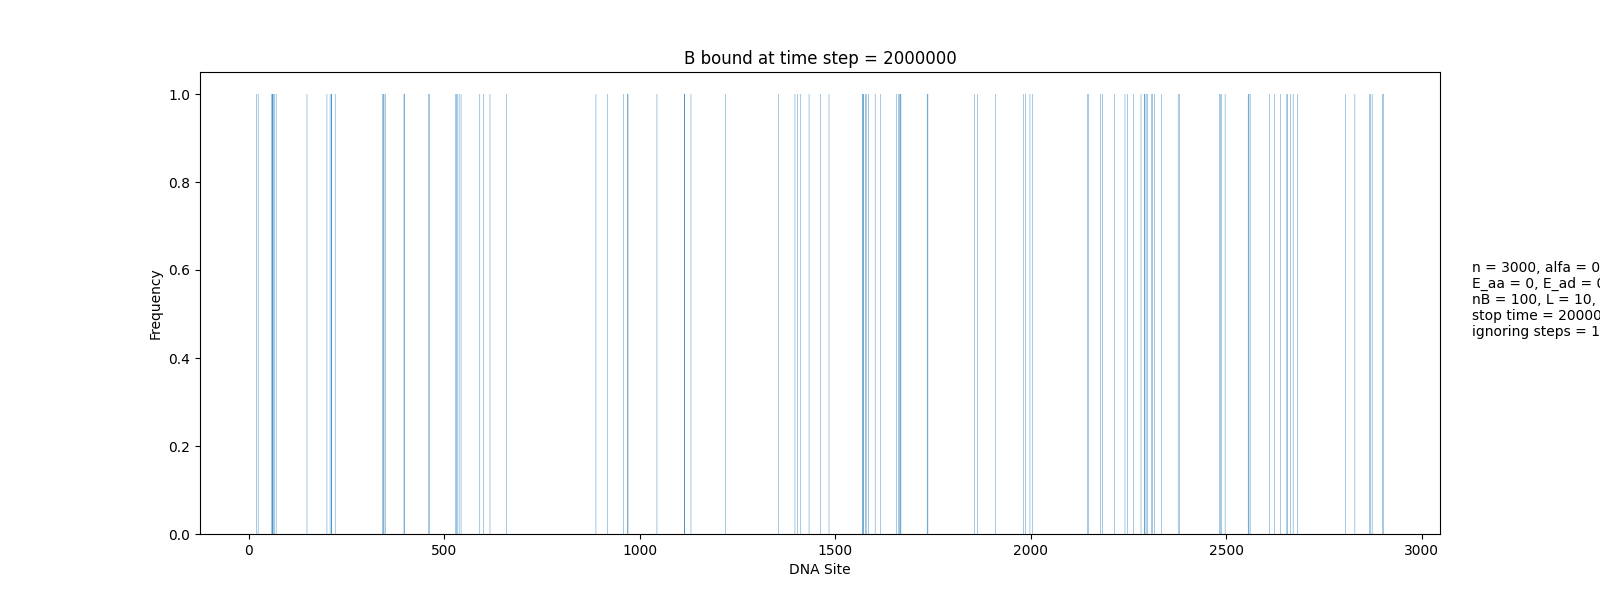 B bound at time step = 2000000
Frequency
1.0
0.8
0.6
0.4
0.2
0.0
0
500
1000
1500
2000
2500
3000
DNA Site
n = 3000, alfa = 0
E_aa = 0, E_ad = 0
nB = 100, L = 10,
stop time = 20000
ignoring steps = 1